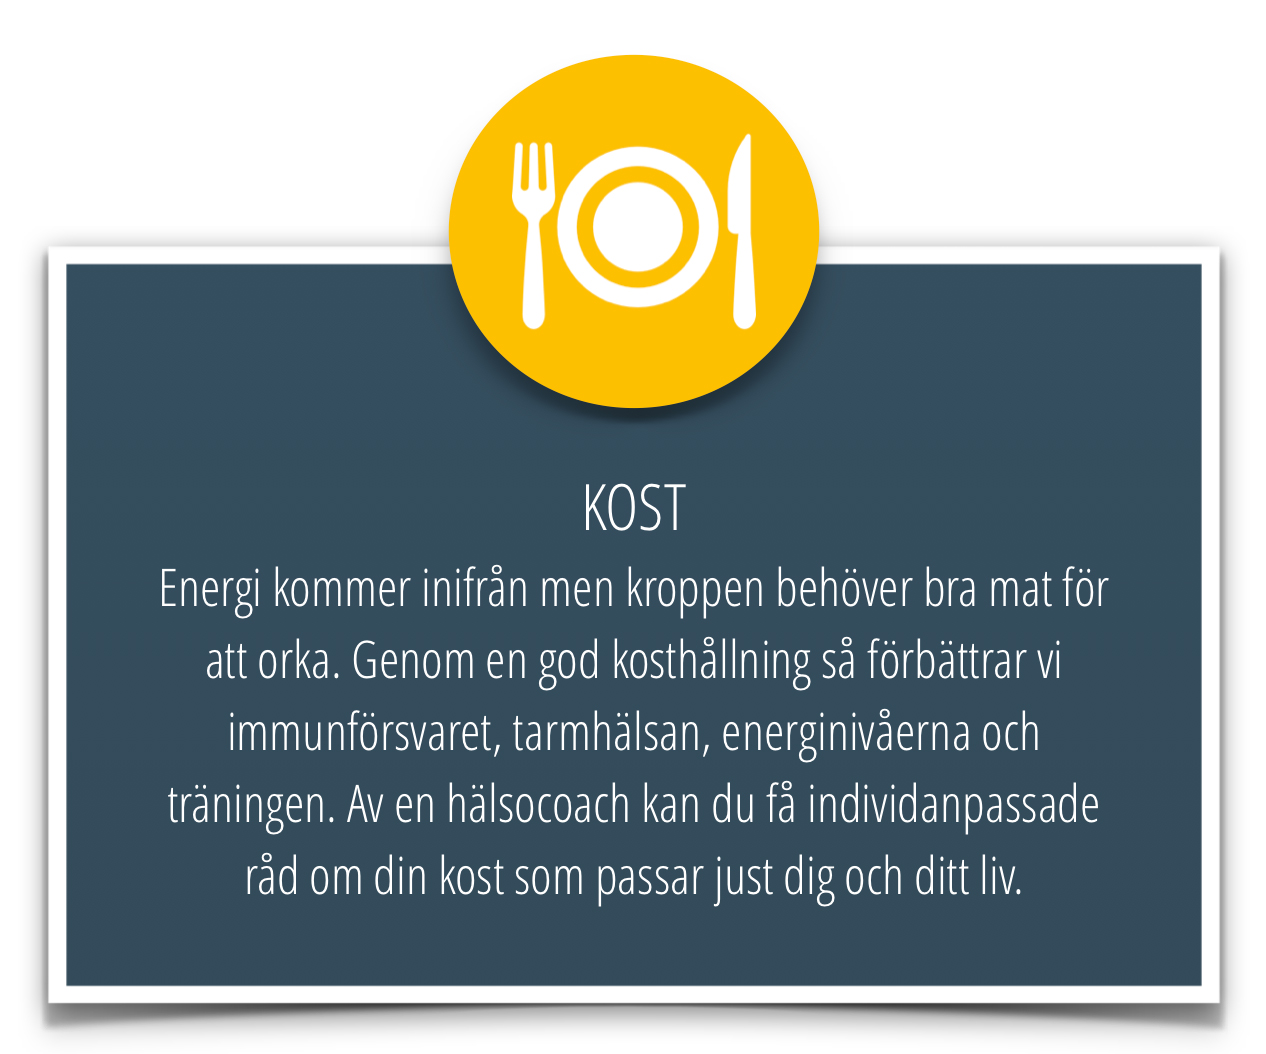 KOST
Energi kommer inifrån men kroppen behöver bra mat för
att orka. Genom en god kosthållning så förbättrar vi
immunförsvaret, tarmhälsan, energinivåerna och
träningen. Av en hälsocoach kan du få individanpassade
råd om din kost som passar just dig och ditt liv.